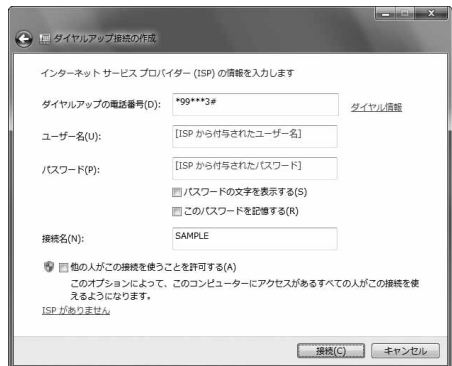 ダイヤルアップ接続の作成
インターネット サービス プロバイダー (ISP) の情報を入力します
ダイヤルアップの電話番号(D): *99***3# ダイヤル情報
ユーザー名(U): [ISP から付与されたユーザー名]
パスワード(P): [ISP から付与されたパスワード]
パスワードの文字を表示する(S)
このパスワードを記憶する(R)
接続名(N): SAMPLE
他の人がこの接続を使うことを許可する(A)
このオプションによって、このコンピューターにアクセスがあるすべての人がこの接続を使
えるようになります。
ISP がありません
接続(C) キャンセル